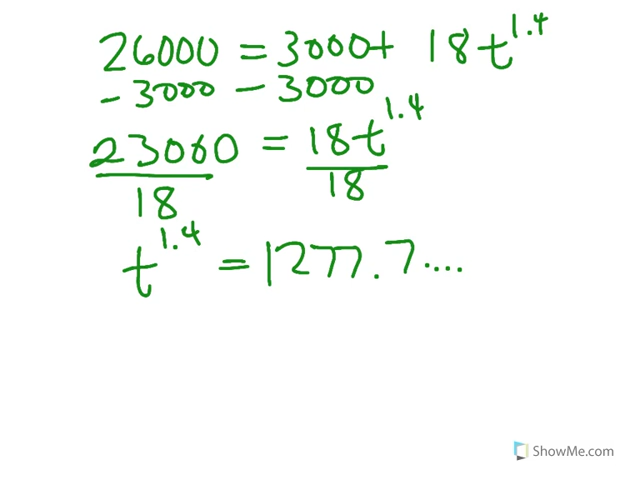 26000 = 3000+ 18t^1.4
- 3000 - 3000
23000 = 18t^1.4
18 18
t^1.4 = 1277.7....
ShowMe.com